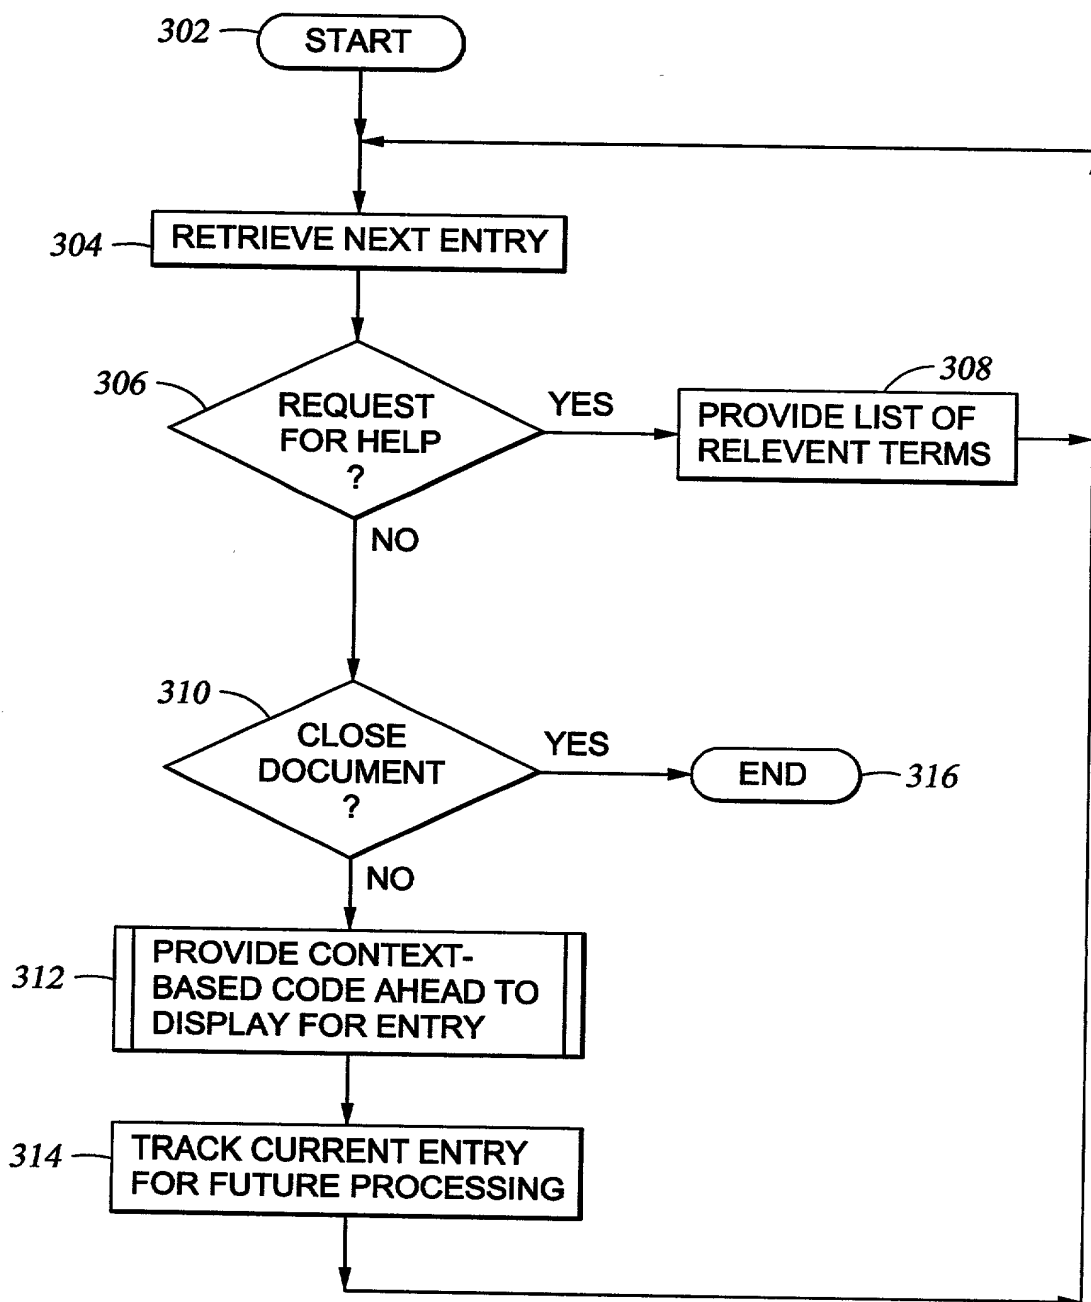 302
START
304
RETRIEVE NEXT ENTRY
306
REQUEST
FOR HELP
?
YES
308
PROVIDE LIST OF
RELEVENT TERMS
NO
310
CLOSE
DOCUMENT
?
YES
END
316
NO
312
PROVIDE CONTEXT-
BASED CODE AHEAD TO
DISPLAY FOR ENTRY
314
TRACK CURRENT ENTRY
FOR FUTURE PROCESSING